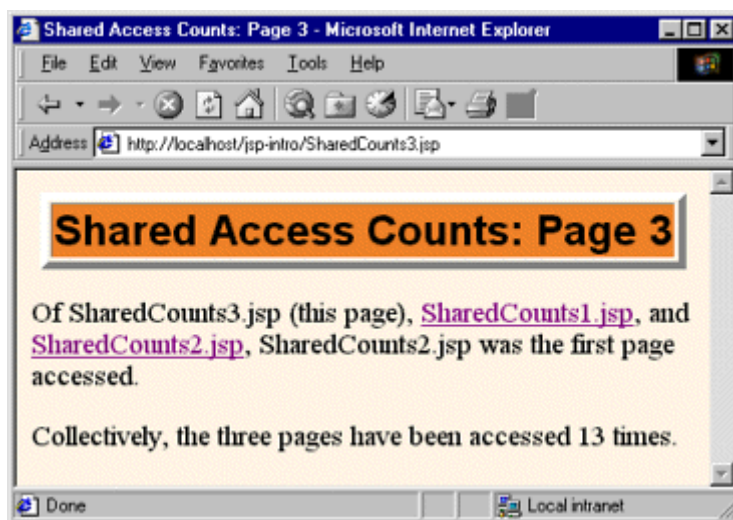 Shared Access Counts: Page 3 - Microsoft Internet Explorer
File Edit View Favorites Tools Help
Address http://localhost/jsp-intro/SharedCounts3.jsp
Shared Access Counts: Page 3
Of SharedCounts3.jsp (this page), SharedCounts1.jsp, and
SharedCounts2.jsp, SharedCounts2.jsp was the first page
accessed.
Collectively, the three pages have been accessed 13 times.
Done Local intranet